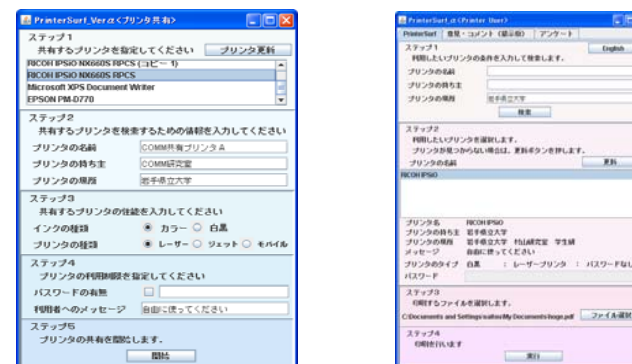 PrinterSurf_Verα<プリンタ共有>
ステップ1
共有するプリンタを指定してください
プリンタ更新
RICOH IPSiO NX660S RPCS (コピー 1)
RICOH IPSiO NX660S RPCS
Microsoft XPS Document Writer
EPSON PM-D770
ステップ2
共有するプリンタを検索するための情報を入力してください
プリンタの名前
COMM共有プリンタA
プリンタの持ち主
COMM研究室
プリンタの場所
岩手県立大学
ステップ3
共有するプリンタの性能を入力してください
インクの種類
カラー
白黒
プリンタの種類
レーザー
ジェット
モバイル
ステップ4
プリンタの利用制限を指定してください
パスワードの有無
利用者へのメッセージ
自由に使ってください
ステップ5
プリンタの共有を開始します。
開始
PrinterSurf_α(Printer User)
PrinterSurf
意見・コメント(掲示板)
アンケート
ステップ1
English
利用したいプリンタの条件を入力して検索します。
プリンタの名前
プリンタの持ち主
プリンタの場所
岩手県立大学
検索
ステップ2
利用したいプリンタを選択します。
プリンタが見つからない場合は、更新ボタンを押します。
プリンタの名前
更新
RICOH IPSiO
プリンタ名
RICOH IPSiO
プリンタの持ち主
岩手県立大学
プリンタの場所
岩手県立大学 村山研究室 学生部
メッセージ
自由に使ってください
プリンタのタイプ
白黒 : レーザープリンタ : パスワードなし
パスワード
ステップ3
印刷するファイルを選択します。
ファイル選択
ステップ4
印刷を行います
実行